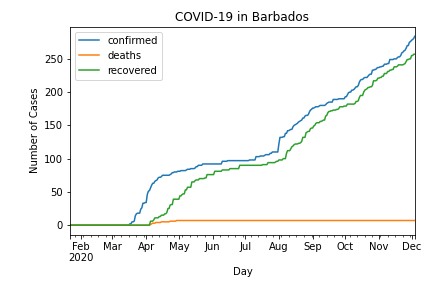 COVID-19 in Barbados
confirmed
deaths
recovered
Number of Cases
250
200
150
100
50
0
Feb Mar Apr May Jun Jul Aug Sep Oct Nov Dec
2020
Day